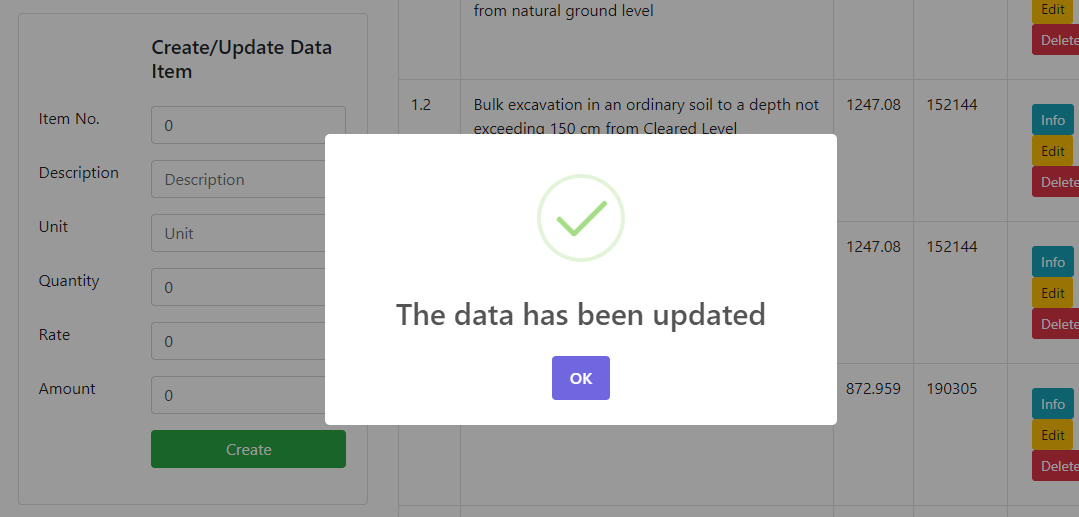 Create/Update Data
Item
Item No.
0
Description
Description
Unit
Unit
Quantity
0
Rate
0
Amount
0
Create
from natural ground level
Edit
Delete
1.2
Bulk excavation in an ordinary soil to a depth not
exceeding 150 cm from Cleared Level
1247.08
152144
Info
Edit
Delete
1247.08
152144
Info
Edit
Delete
872.959
190305
Info
Edit
Delete
The data has been updated
OK